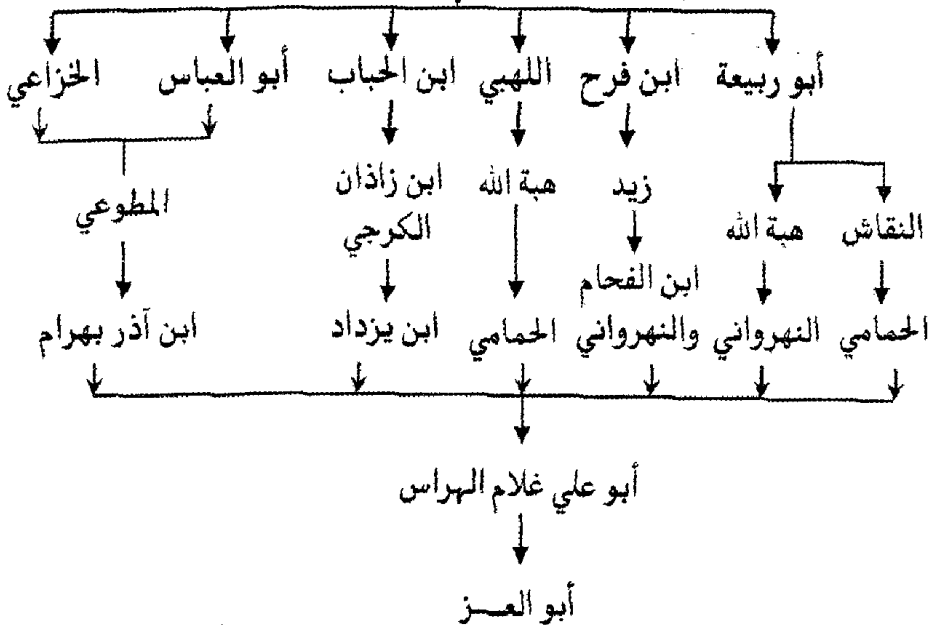 أبو ربيعة ابن فرح اللهبي ابن الحباب أبو العباس الخزاعي
زيد هبة الله ابن زاذان المطوعي
النقاش هبة الله الكرجي
ابن الفحام
الحمامي النهرواني والنهرواني الحمامي ابن يزداد ابن آذر بهرام
أبو علي غلام الهراس
أبو العــز